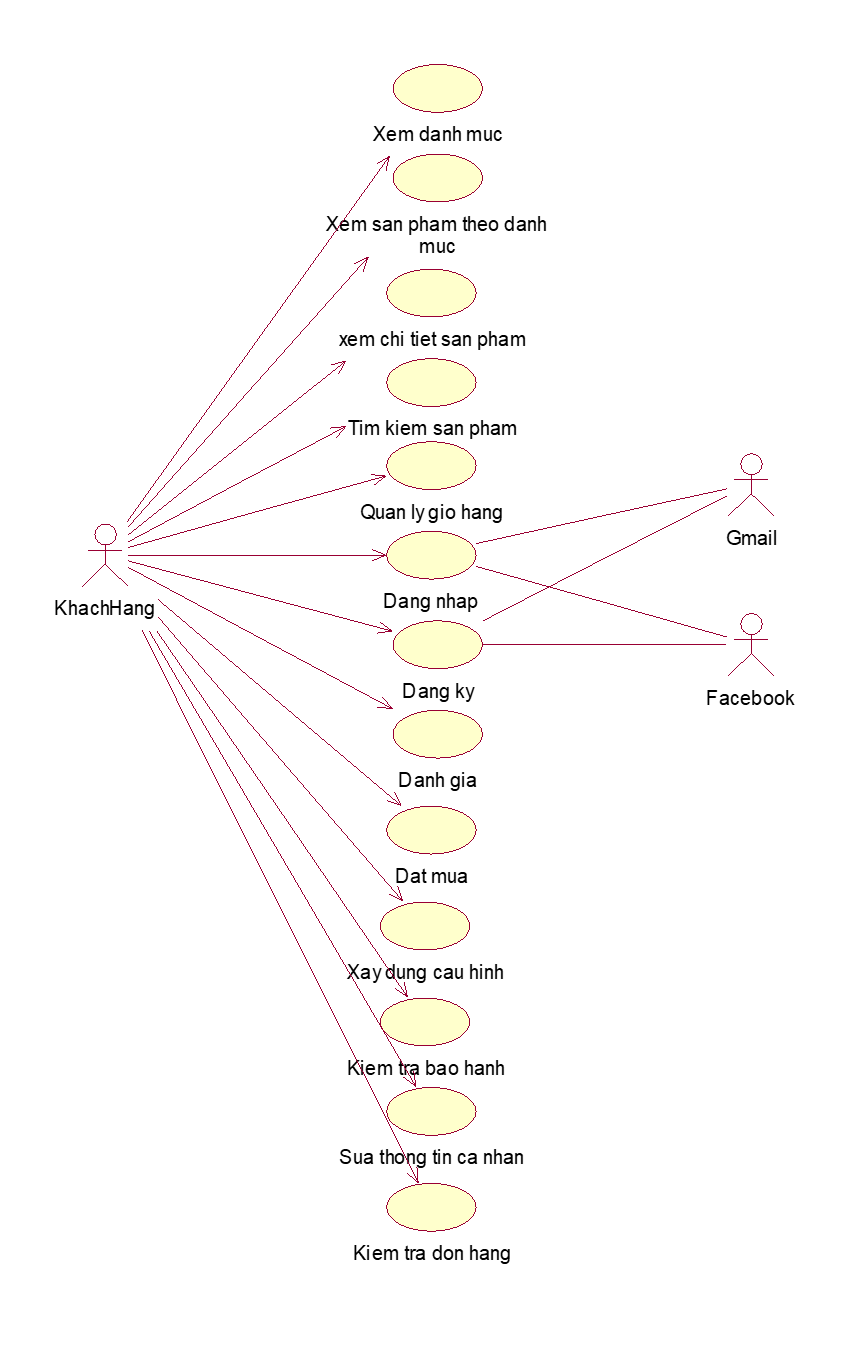 Xem danh muc
Xem san pham theo danh
muc
xem chi tiet san pham
Tim kiem san pham
Quan ly gio hang
Gmail
Dang nhap
KhachHang
Dang ky
Facebook
Danh gia
Dat mua
Xay dung cau hinh
Kiem tra bao hanh
Sua thong tin ca nhan
Kiem tra don hang